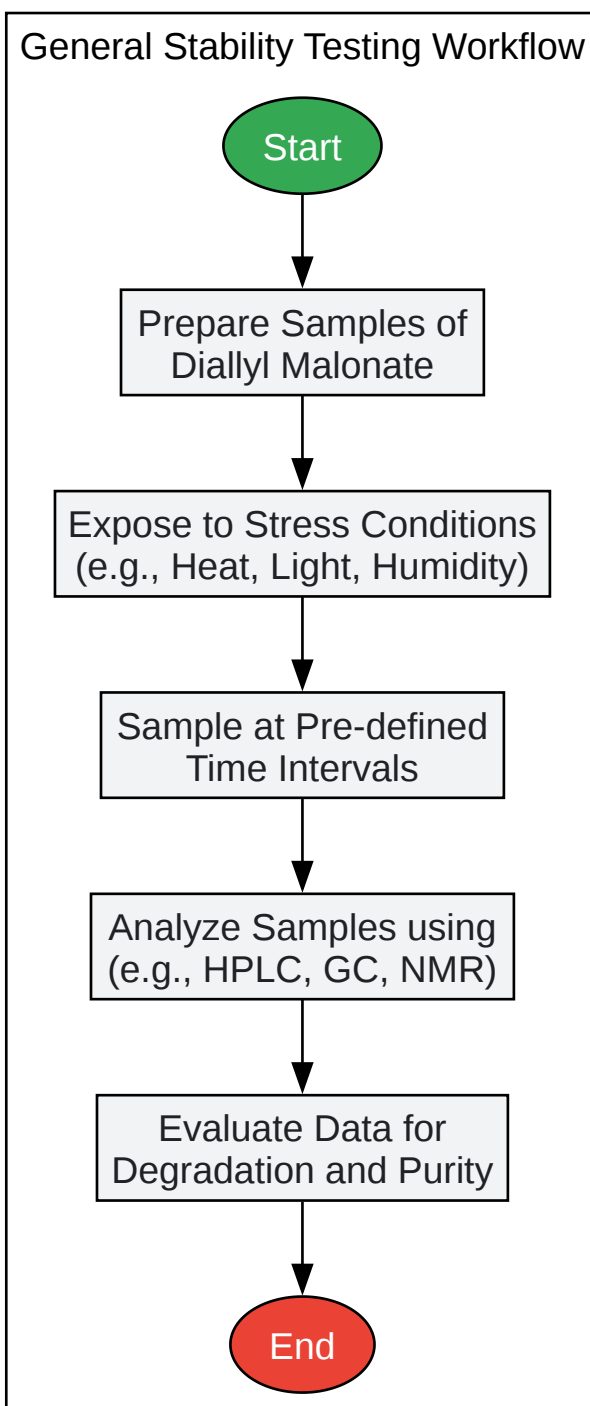 General Stability Testing Workflow
Start
Prepare Samples of
Diallyl Malonate
Expose to Stress Conditions
(e.g., Heat, Light, Humidity)
Sample at Pre-defined
Time Intervals
Analyze Samples using
(e.g., HPLC, GC, NMR)
Evaluate Data for
Degradation and Purity
End